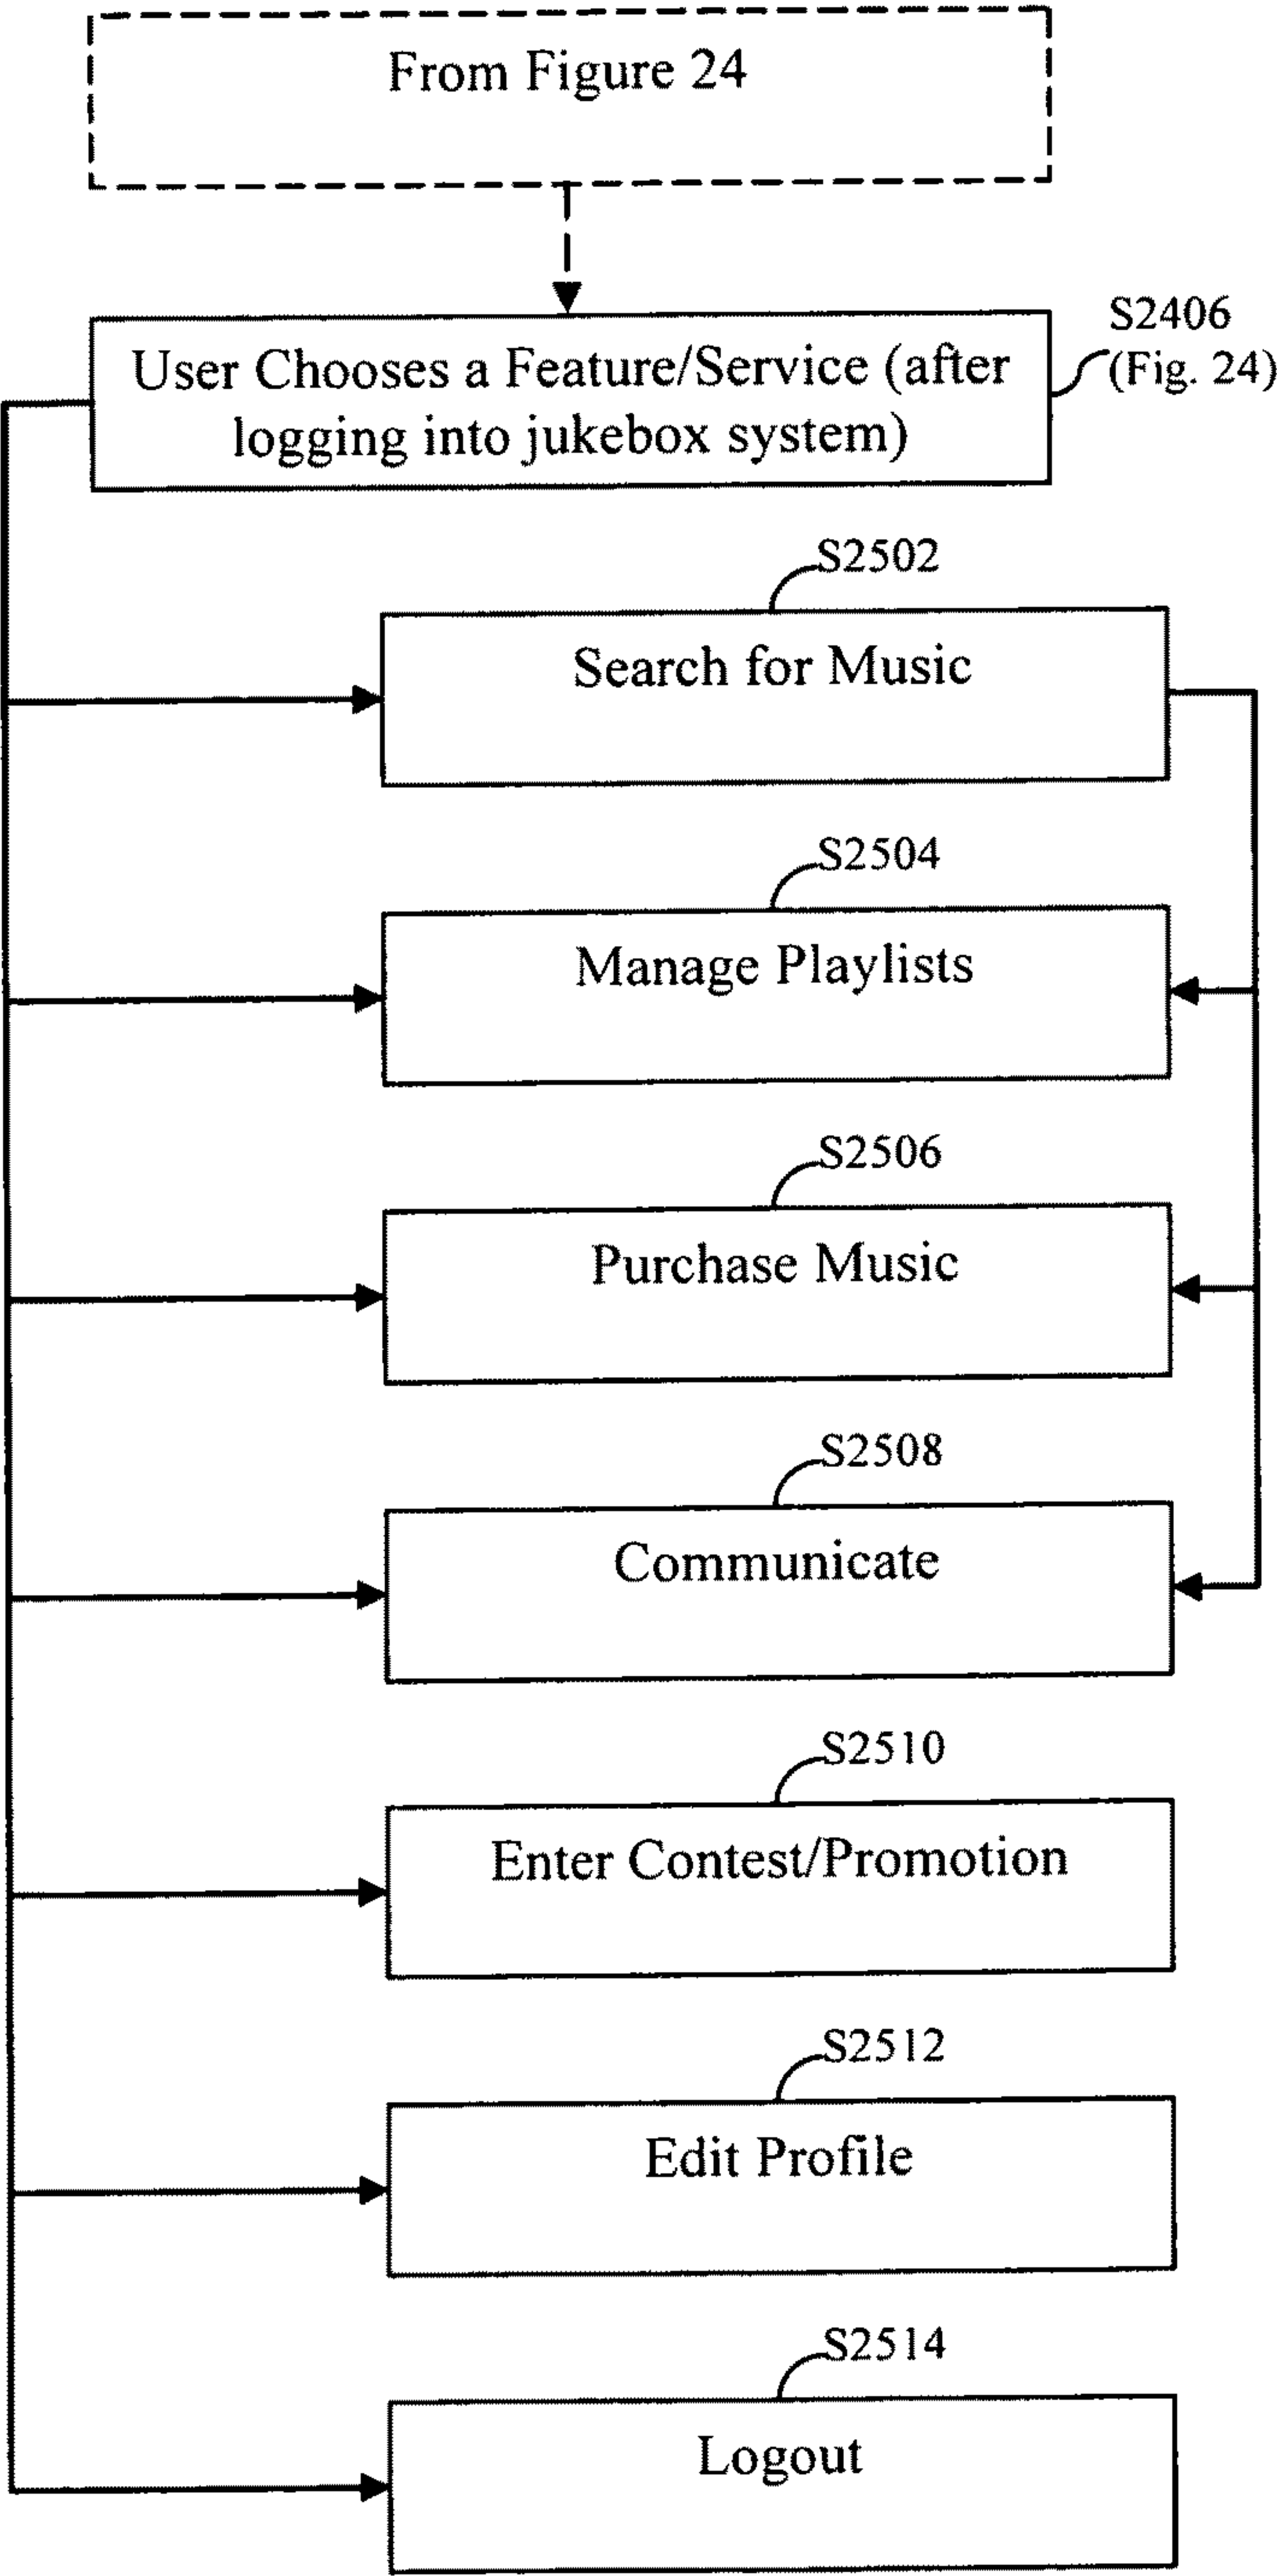 From Figure 24
User Chooses a Feature/Service (after
logging into jukebox system)
S2406
(Fig. 24)
S2502
Search for Music
S2504
Manage Playlists
S2506
Purchase Music
S2508
Communicate
S2510
Enter Contest/Promotion
S2512
Edit Profile
S2514
Logout